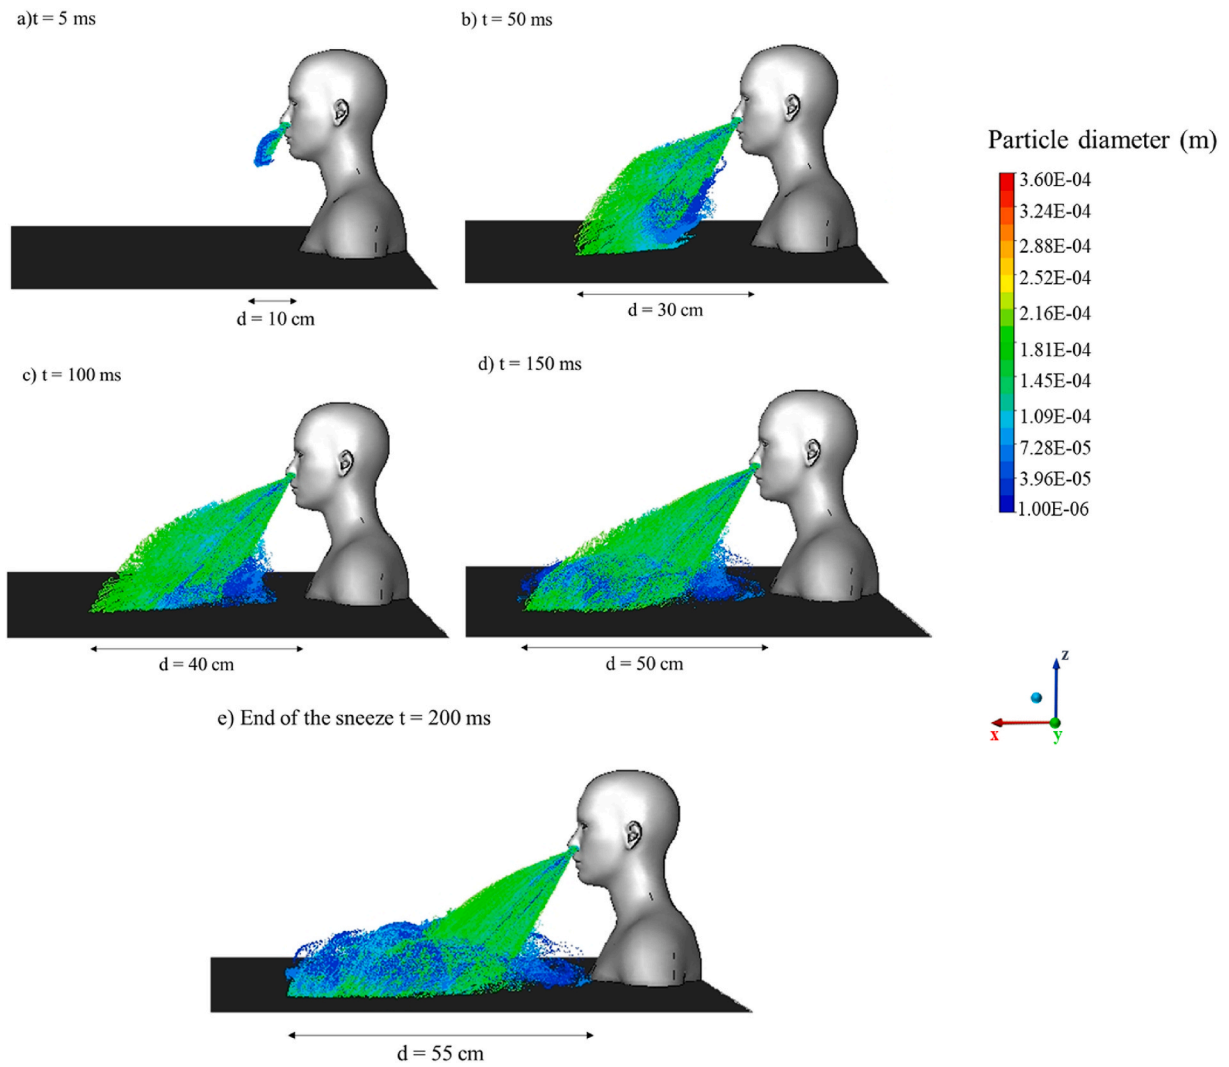 a)t = 5 ms
b) t = 50 ms
d = 10 cm
d = 30 cm
Particle diameter (m)
3.60E-04
3.24E-04
2.88E-04
2.52E-04
2.16E-04
1.81E-04
1.45E-04
1.09E-04
7.28E-05
3.96E-05
1.00E-06
c) t = 100 ms
d) t = 150 ms
d = 40 cm
d = 50 cm
z
x
y
e) End of the sneeze t = 200 ms
d = 55 cm